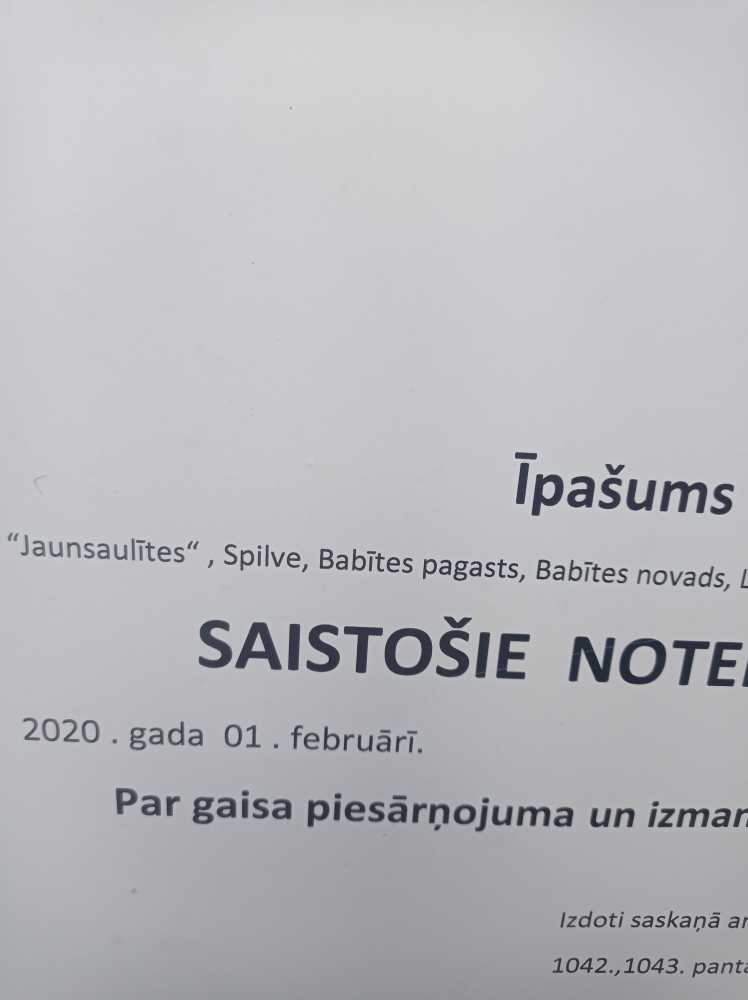 Īpašums
“Jaunsaulītes“ , Spilve, Babītes pagasts, Babītes novads,
SAISTOŠIE
2020 . gada 01 . februārī.
Par gaisa piesārņojuma un
Izdoti saskaņā
1042.,1043.